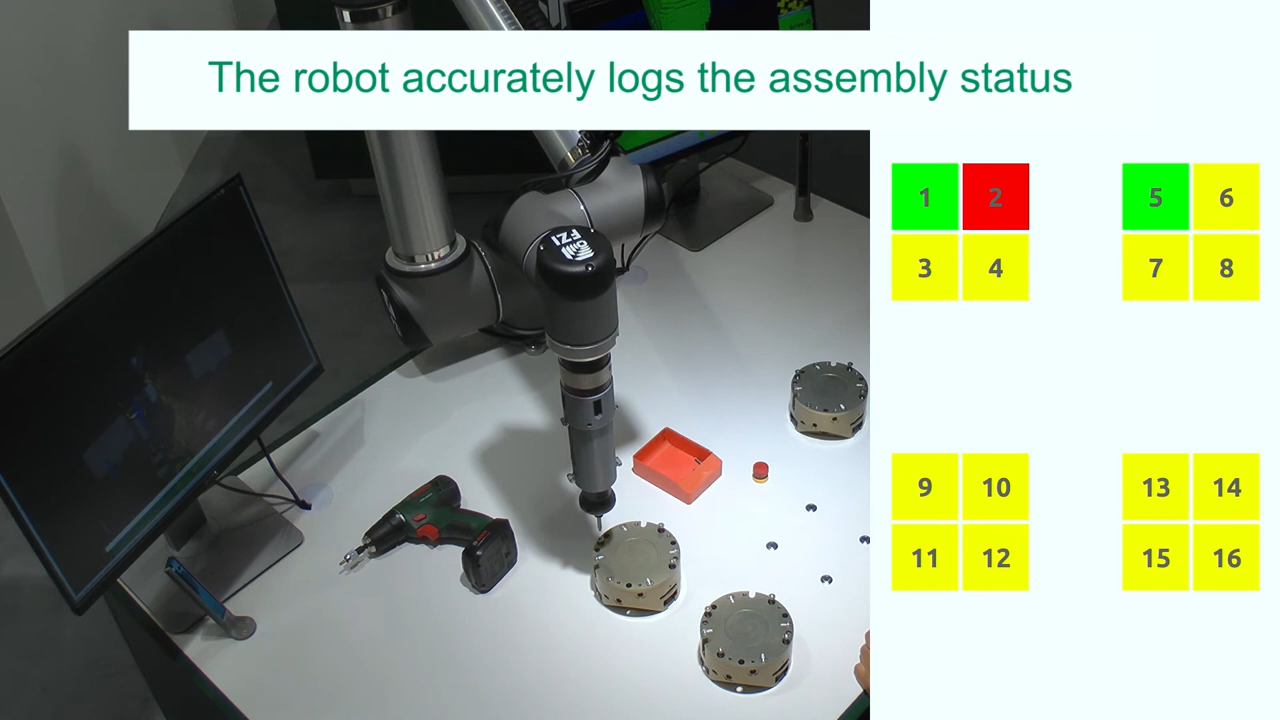 The robot accurately logs the assembly status
FZI
1 2 5 6
3 4 7 8
9 10 13 14
11 12 15 16